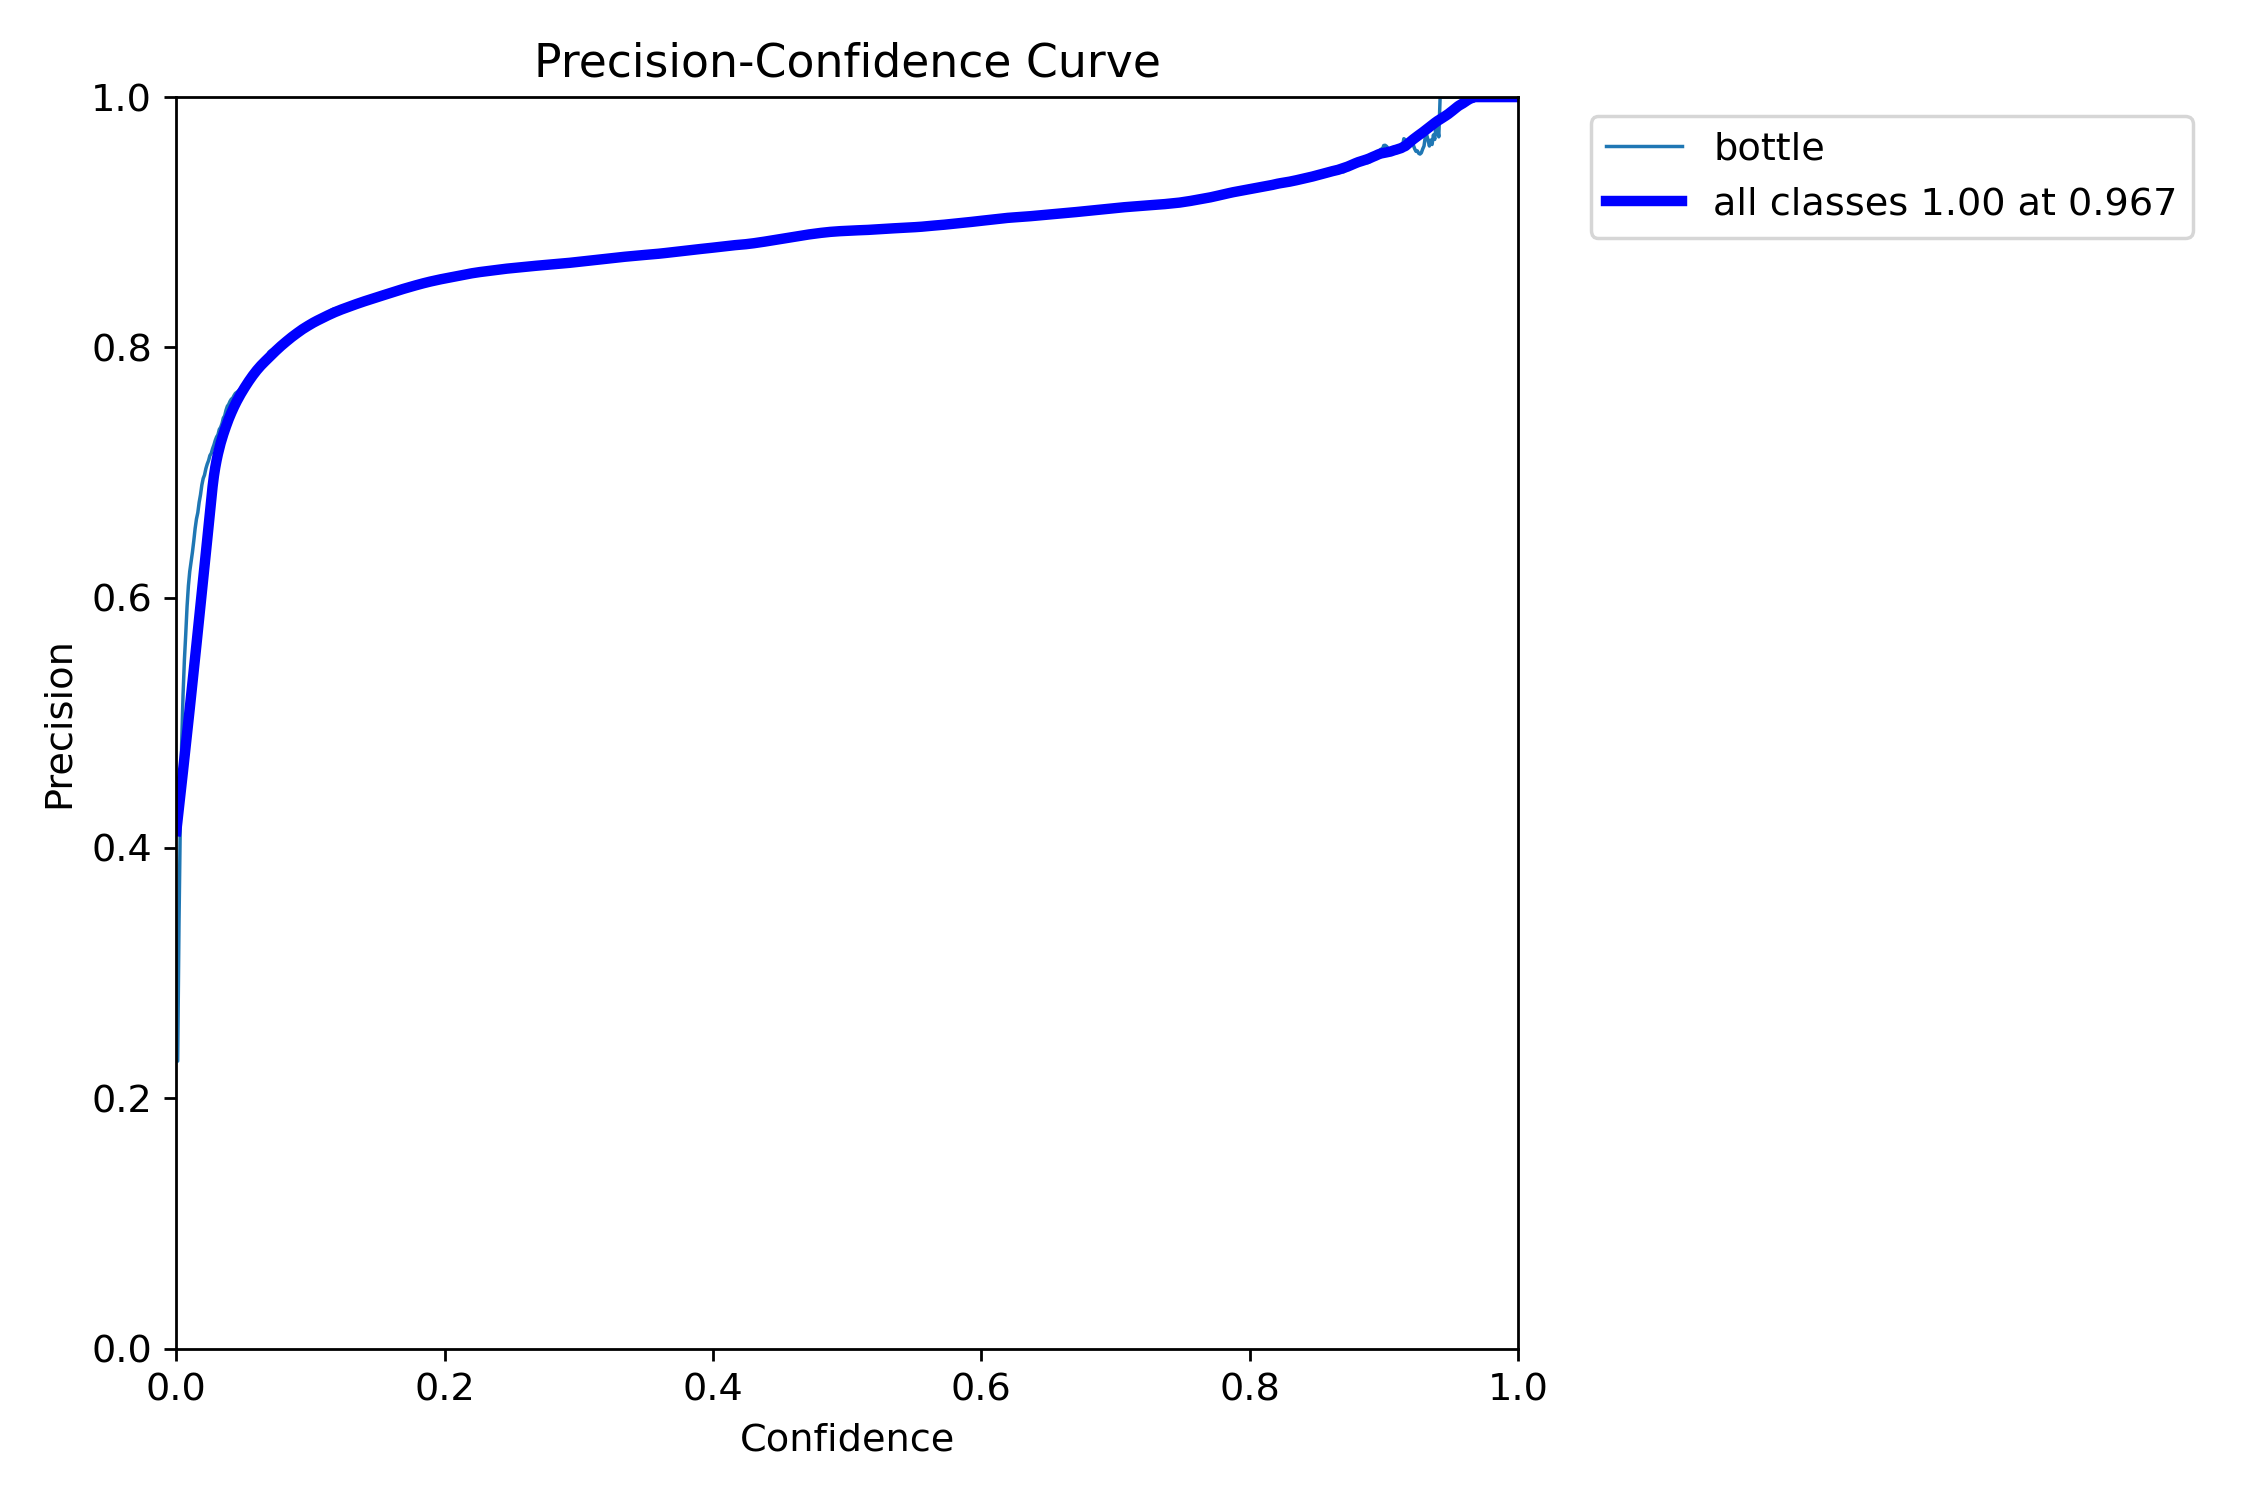 Precision-Confidence Curve
1.0
0.8
0.6
0.4
0.2
0.0
Precision
0.0 0.2 0.4 0.6 0.8 1.0
Confidence
bottle
all classes 1.00 at 0.967